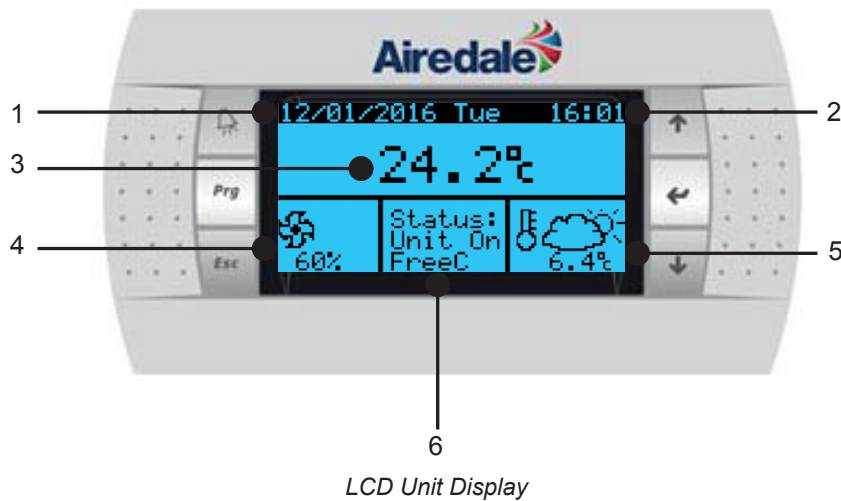 Airedale
1 12/01/2016 Tue 16:01 2
3 24.2°c
Prg
4 Esc 60% 5
Status:
Unit On
FreeC
6.4°c
6
LCD Unit Display